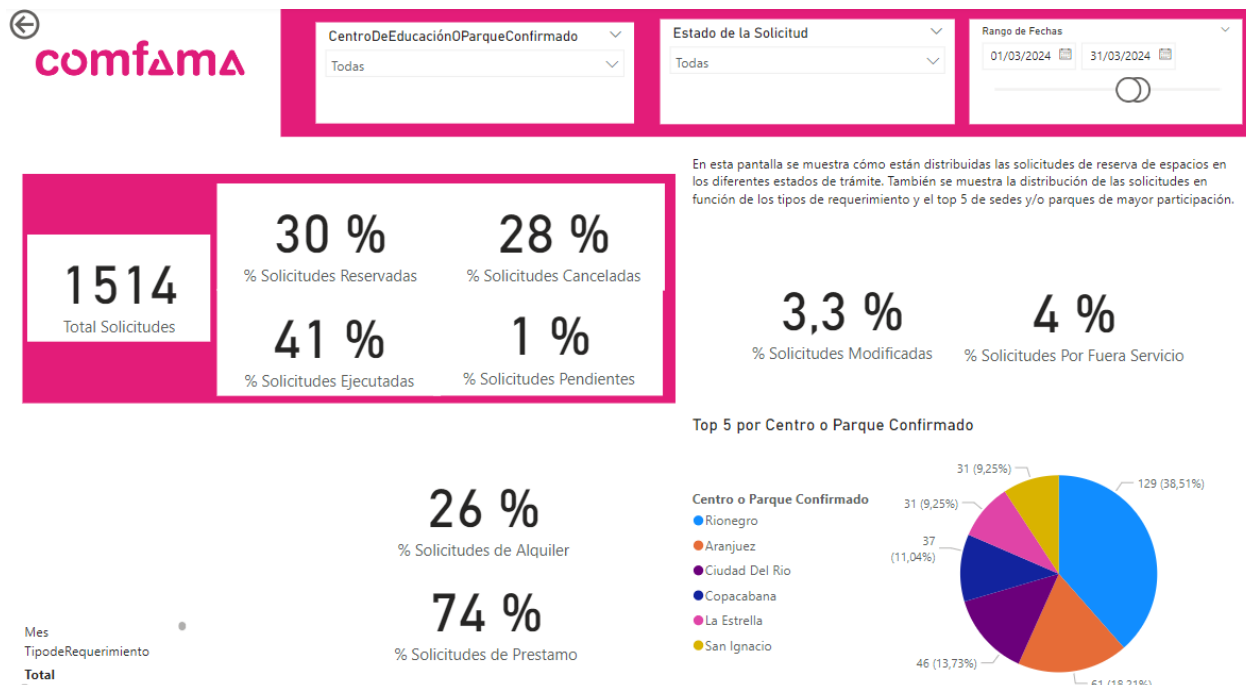 comfama
CentroDeEducaciónOParqueConfirmado
Todas
Estado de la Solicitud
Todas
Rango de Fechas
01/03/2024
31/03/2024
En esta pantalla se muestra cómo están distribuidas las solicitudes de reserva de espacios en
los diferentes estados de trámite. También se muestra la distribución de las solicitudes en
función de los tipos de requerimiento y el top 5 de sedes y/o parques de mayor participación.
1514
Total Solicitudes
30 %
% Solicitudes Reservadas
28 %
% Solicitudes Canceladas
41 %
% Solicitudes Ejecutadas
1 %
% Solicitudes Pendientes
3,3 %
% Solicitudes Modificadas
4 %
% Solicitudes Por Fuera Servicio
26 %
% Solicitudes de Alquiler
74 %
% Solicitudes de Prestamo
Mes
TipodeRequerimiento
Total
Top 5 por Centro o Parque Confirmado
Centro o Parque Confirmado
Rionegro
Aranjuez
Ciudad Del Rio
Copacabana
La Estrella
San Ignacio
31 (9,25%)
129 (38,51%)
31 (9,25%)
37
(11,04%)
46 (13,73%)
61 (18,21%)